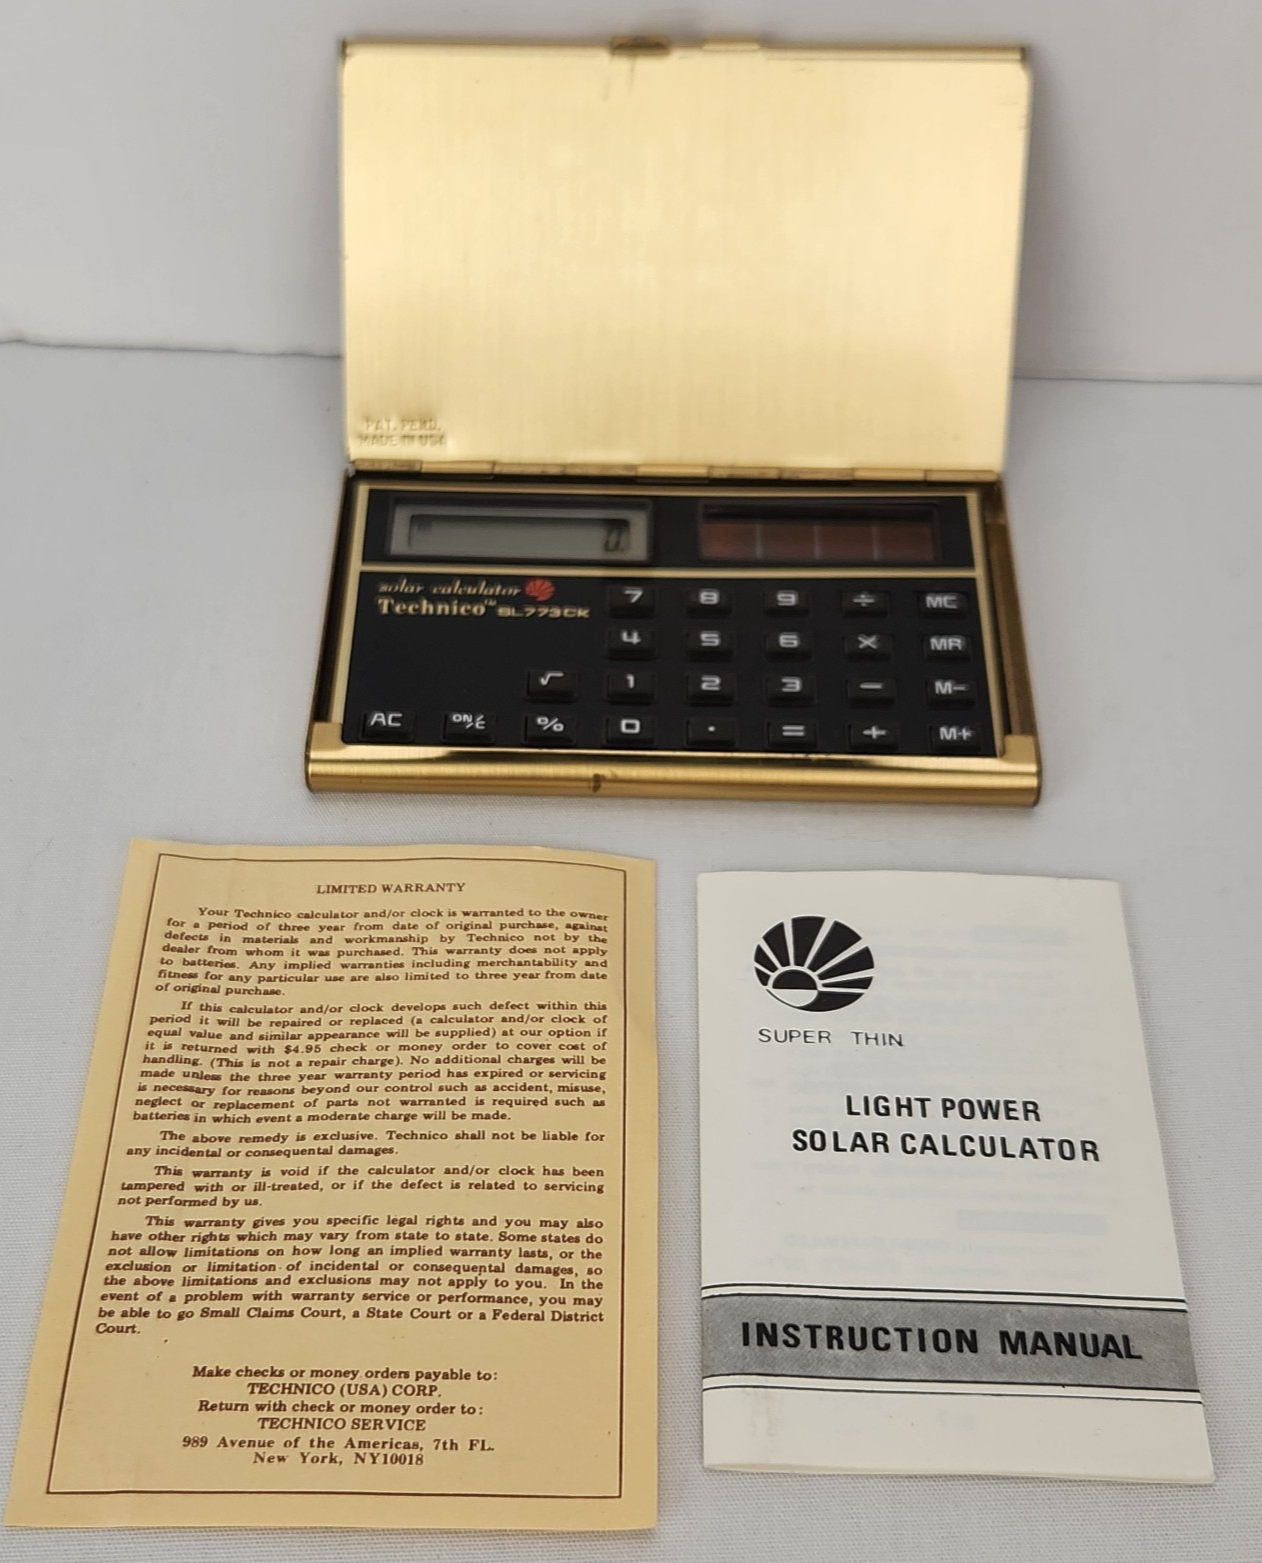 PAT. PEND.
MADE IN USA
0.
solar calculator
Technico™ SL773CK
7 8 9 ÷ MC
4 5 6 × MR
√ 1 2 3 − M−
AC ON/C % 0 . = + M+
LIMITED WARRANTY
Your Technico calculator and/or clock is warranted to the owner
for a period of three year from date of original purchase, against
defects in materials and workmanship by Technico not by the
dealer from whom it was purchased. This warranty does not apply
to batteries. Any implied warranties including merchantability and
fitness for any particular use are also limited to three year from date
of original purchase.
If this calculator and/or clock develops such defect within this
period it will be repaired or replaced (a calculator and/or clock of
equal value and similar appearance will be supplied) at our option if
it is returned with $4.95 check or money order to cover cost of
handling. (This is not a repair charge). No additional charges will be
made unless the three year warranty period has expired or servicing
is necessary for reasons beyond our control such as accident, misuse,
neglect or replacement of parts not warranted is required such as
batteries in which event a moderate charge will be made.
The above remedy is exclusive. Technico shall not be liable for
any incidental or consequental damages.
This warranty is void if the calculator and/or clock has been
tampered with or ill-treated, or if the defect is related to servicing
not performed by us.
This warranty gives you specific legal rights and you may also
have other rights which may vary from state to state. Some states do
not allow limitations on how long an implied warranty lasts, or the
exclusion or limitation of incidental or consequental damages, so
the above limitations and exclusions may not apply to you. In the
event of a problem with warranty service or performance, you may
be able to go Small Claims Court, a State Court or a Federal District
Court.
Make checks or money orders payable to:
TECHNICO (USA) CORP.
Return with check or money order to:
TECHNICO SERVICE
989 Avenue of the Americas, 7th FL.
New York, NY10018
SUPER THIN
LIGHT POWER
SOLAR CALCULATOR
INSTRUCTION MANUAL